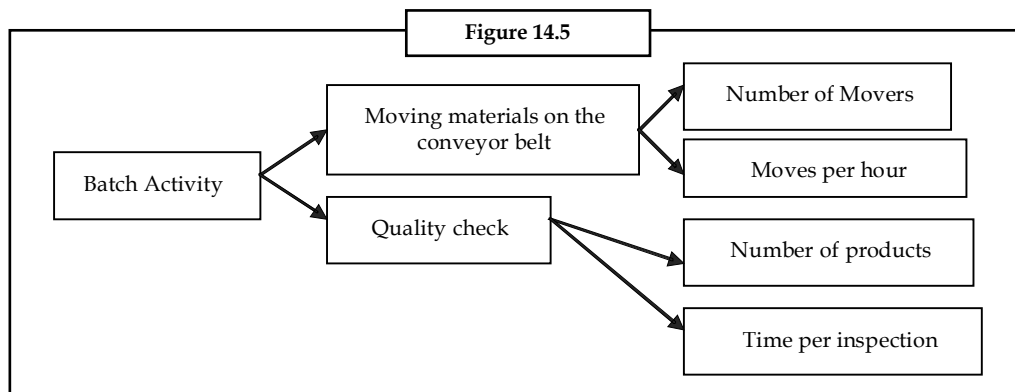 Figure 14.5
Number of Movers
Moving materials on the
conveyor belt
Moves per hour
Batch Activity
Quality check
Number of products
Time per inspection